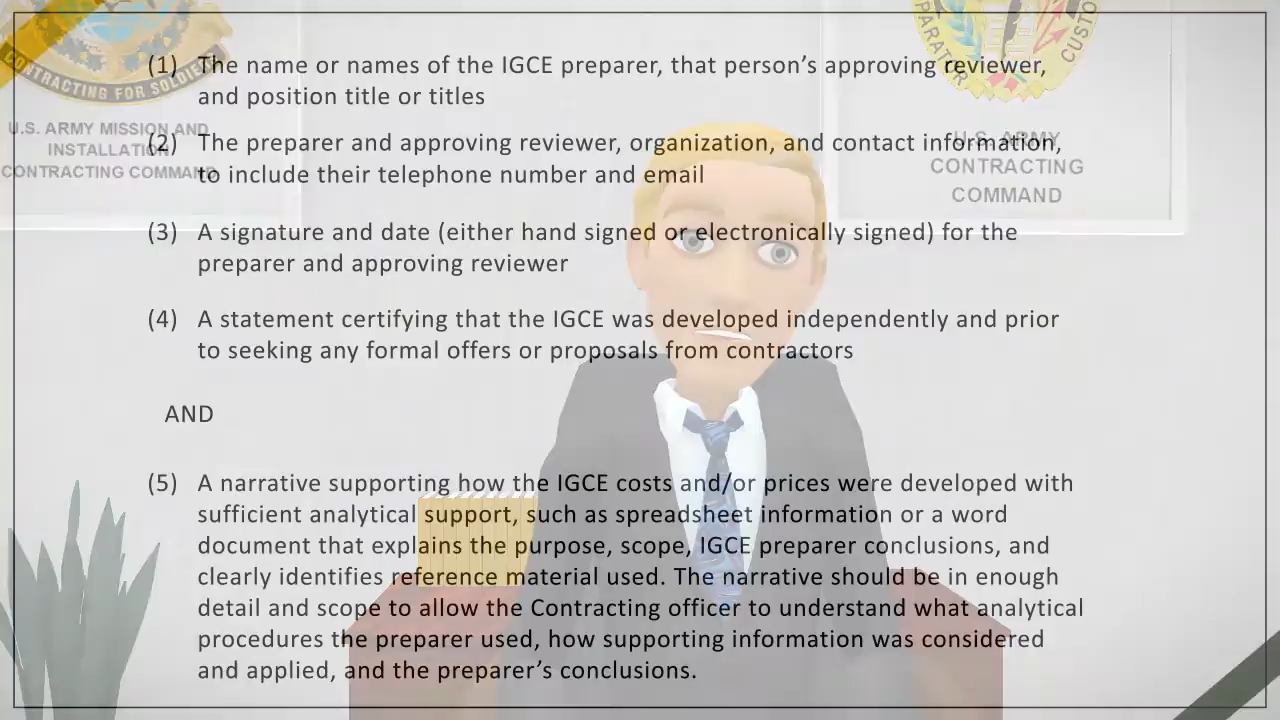 (1) The name or names of the IGCE preparer, that person's approving reviewer,
and position title or titles
(2) The preparer and approving reviewer, organization, and contact information,
to include their telephone number and email
(3) A signature and date (either hand signed or electronically signed) for the
preparer and approving reviewer
(4) A statement certifying that the IGCE was developed independently and prior
to seeking any formal offers or proposals from contractors
AND
(5) A narrative supporting how the IGCE costs and/or prices were developed with
sufficient analytical support, such as spreadsheet information or a word
document that explains the purpose, scope, IGCE preparer conclusions, and
clearly identifies reference material used. The narrative should be in enough
detail and scope to allow the Contracting officer to understand what analytical
procedures the preparer used, how supporting information was considered
and applied, and the preparer's conclusions.
CONTRACTING FOR SOLDIERS
U.S. ARMY MISSION AND
INSTALLATION
CONTRACTING COMMAND
U.S. ARMY
CONTRACTING
COMMAND